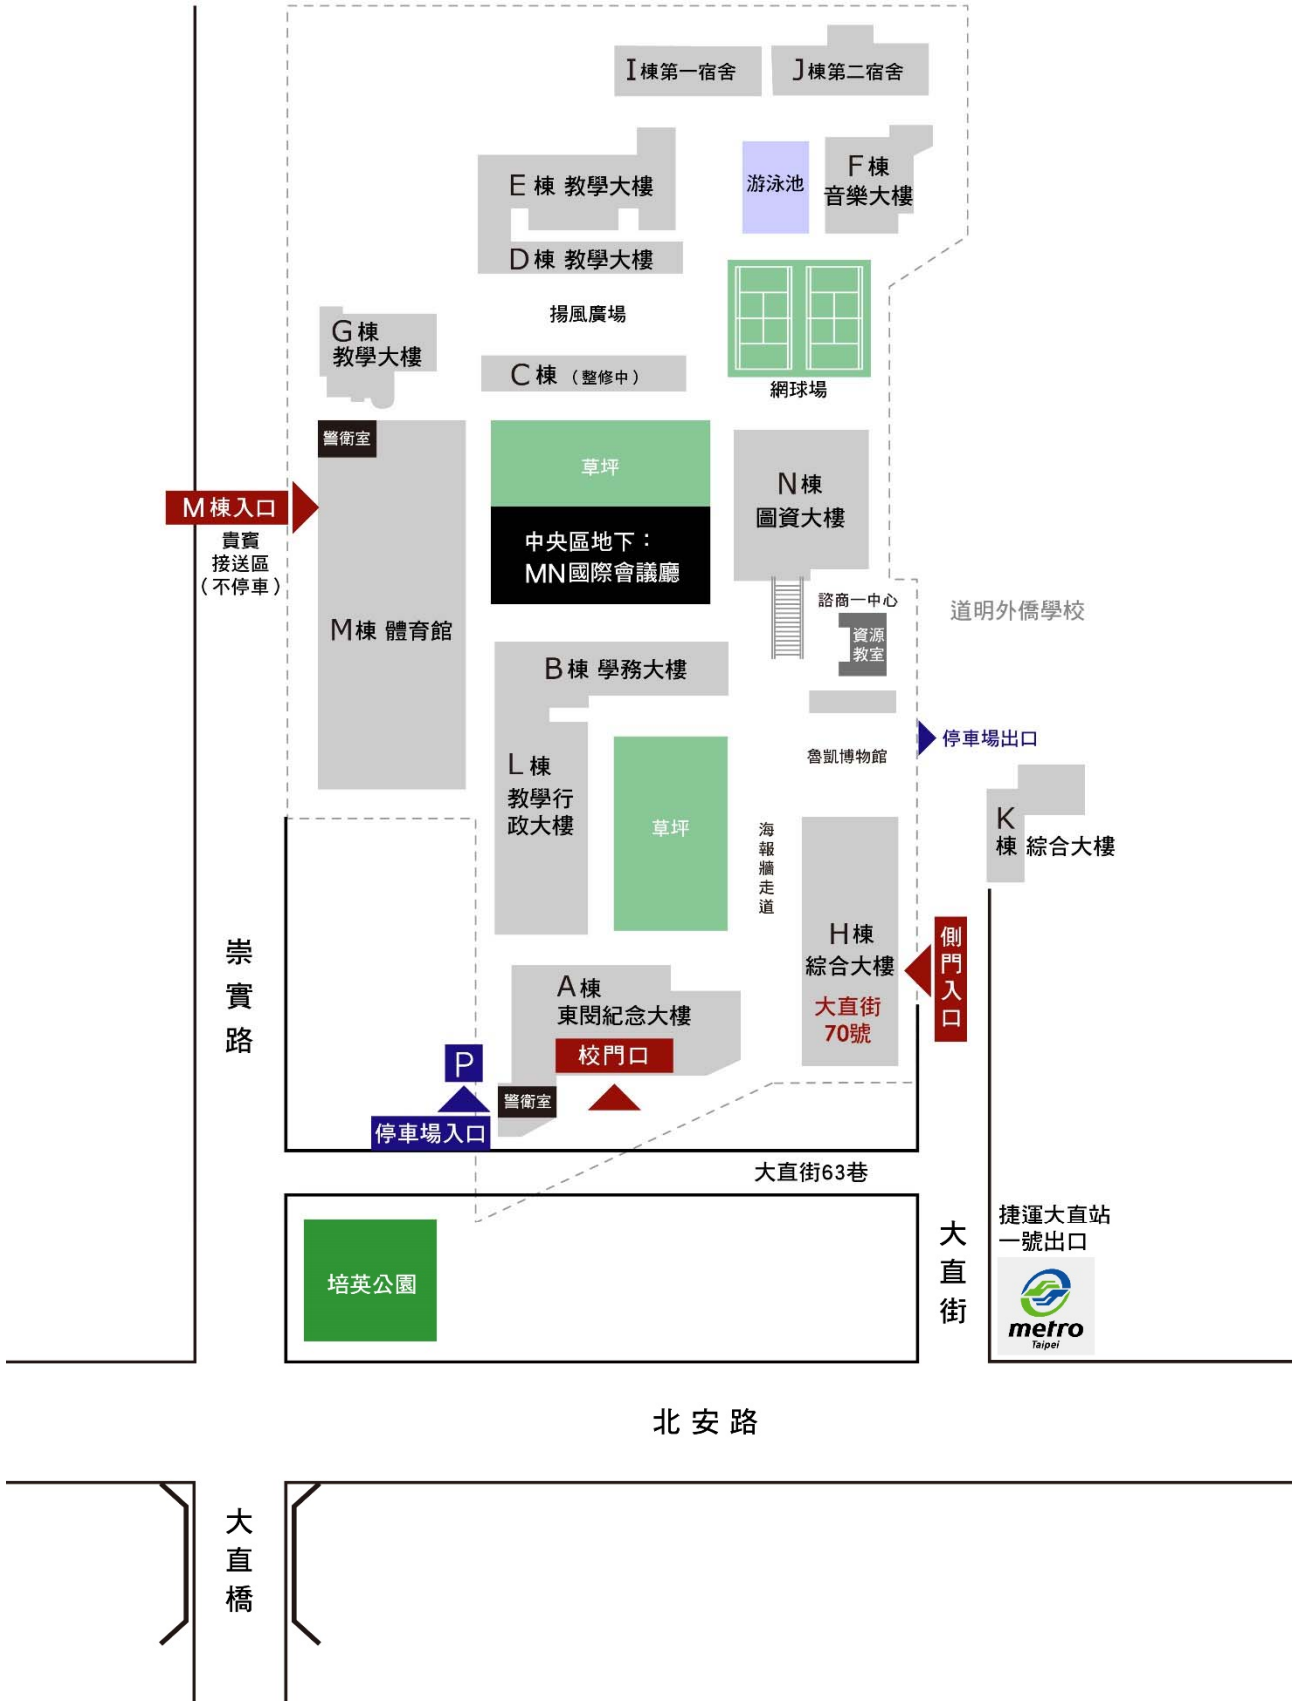 I棟第一宿舍
J棟第二宿舍
E棟 教學大樓
游泳池
F棟
音樂大樓
D棟 教學大樓
揚風廣場
G棟
教學大樓
C棟（整修中）
網球場
警衛室
草坪
N棟
圖資大樓
M棟入口
貴賓
接送區
（不停車）
中央區地下：
MN國際會議廳
M棟 體育館
諮商一中心
資源
教室
道明外僑學校
B棟 學務大樓
停車場出口
魯凱博物館
L棟
教學行
政大樓
草坪
海報牆走道
K
棟 綜合大樓
H棟
綜合大樓
大直街
70號
側門入口
崇實路
A棟
東閔紀念大樓
校門口
P
警衛室
停車場入口
大直街63巷
培英公園
大直街
捷運大直站
一號出口
metro
Taipei
北安路
大直橋